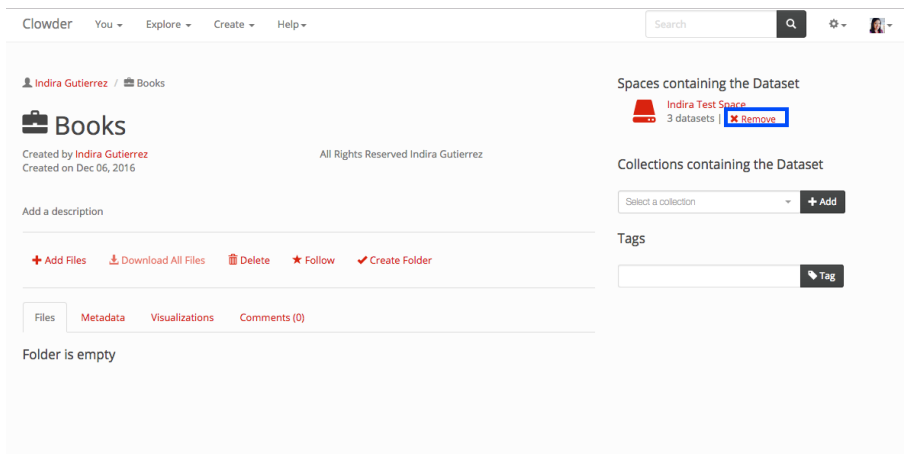 Clowder You Explore Create Help Search
Indira Gutierrez / Books
Books
Created by Indira Gutierrez All Rights Reserved Indira Gutierrez
Created on Dec 06, 2016
Add a description
Add Files Download All Files Delete Follow Create Folder
Files Metadata Visualizations Comments (0)
Folder is empty
Spaces containing the Dataset
Indira Test Space
3 datasets | Remove
Collections containing the Dataset
Select a collection Add
Tags
Tag